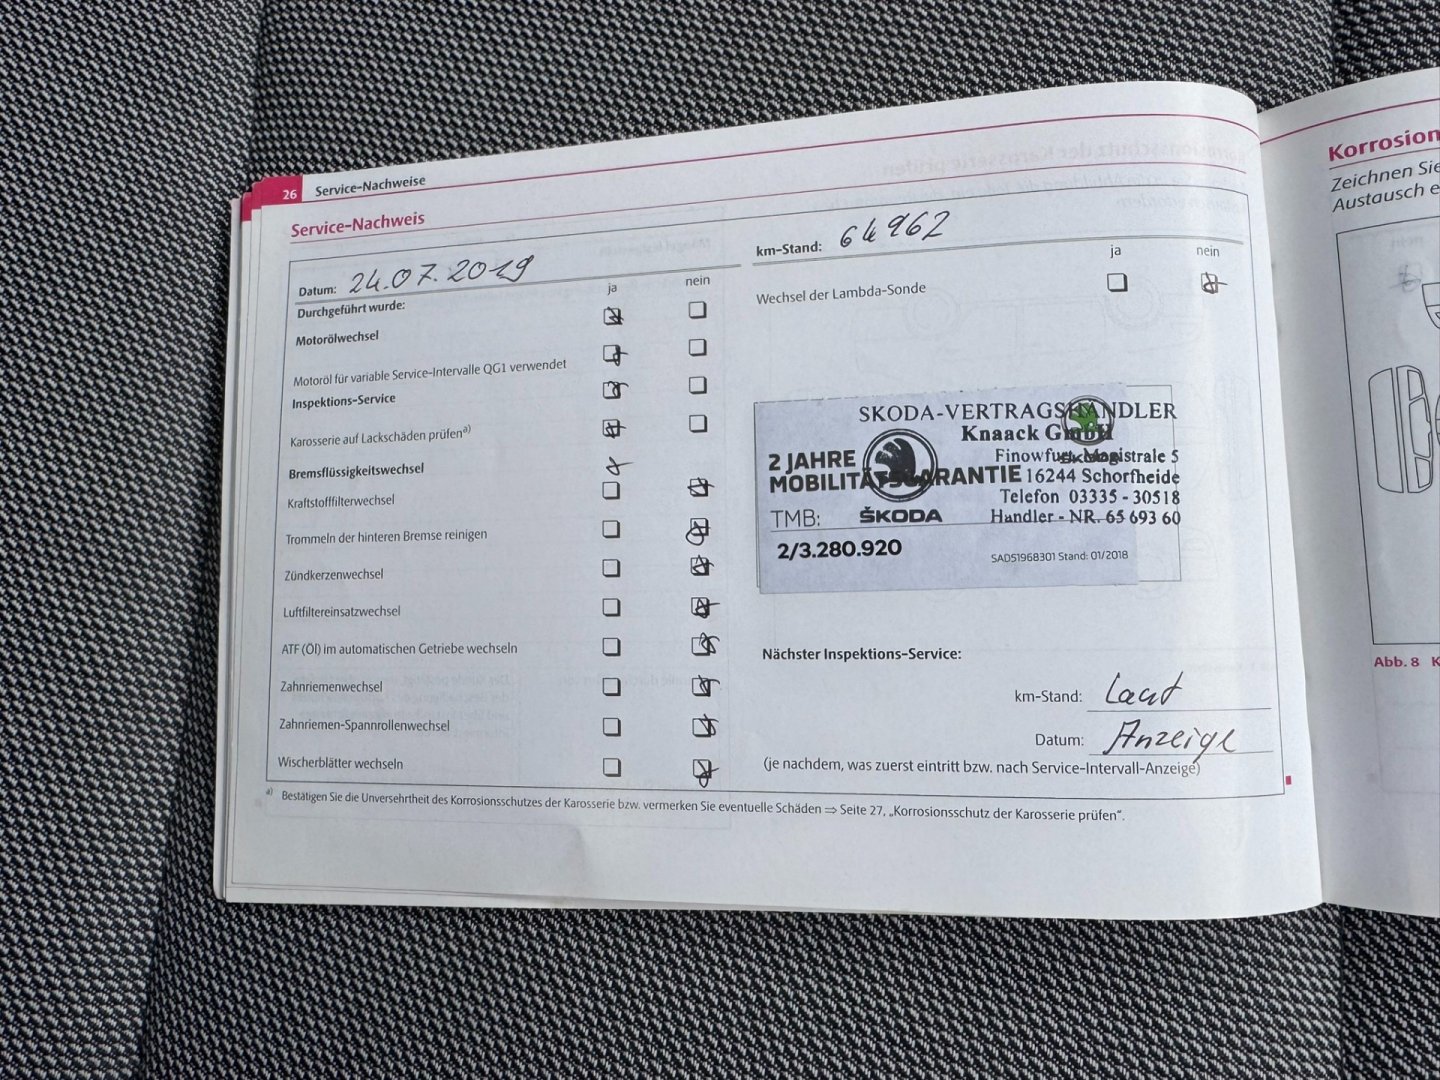 26 Service-Nachweise
Service-Nachweis
Datum: 24.07.2019
km-Stand: 64962
Durchgeführt wurde:
ja nein
Motorölwechsel
Motoröl für variable Service-Intervalle QG1 verwendet
Inspektions-Service
Karosserie auf Lackschäden prüfen a)
Bremsflüssigkeitswechsel
Kraftstofffilterwechsel
Trommeln der hinteren Bremse reinigen
Zündkerzenwechsel
Luftfiltereinsatzwechsel
ATF (Öl) im automatischen Getriebe wechseln
Zahnriemenwechsel
Zahnriemen-Spannrollenwechsel
Wischerblätter wechseln
ja nein
Wechsel der Lambda-Sonde
SKODA-VERTRAGSHÄNDLER
Knaack GmbH
Finowfurt, Magistrale 5
16244 Schorfheide
Telefon 03335 - 30518
Händler - NR. 65 693 60
2 JAHRE
MOBILITÄTSGARANTIE
TMB: ŠKODA
2/3.280.920
SAD51968301 Stand: 01/2018
Nächster Inspektions-Service:
km-Stand: Laut
Datum: Anzeige
(je nachdem, was zuerst eintritt bzw. nach Service-Intervall-Anzeige)
a) Bestätigen Sie die Unversehrtheit des Korrosionsschutzes der Karosserie bzw. vermerken Sie eventuelle Schäden ⇒ Seite 27, „Korrosionsschutz der Karosserie prüfen“.
Korrosion
Zeichnen Sie
Austausch e
Abb. 8 K